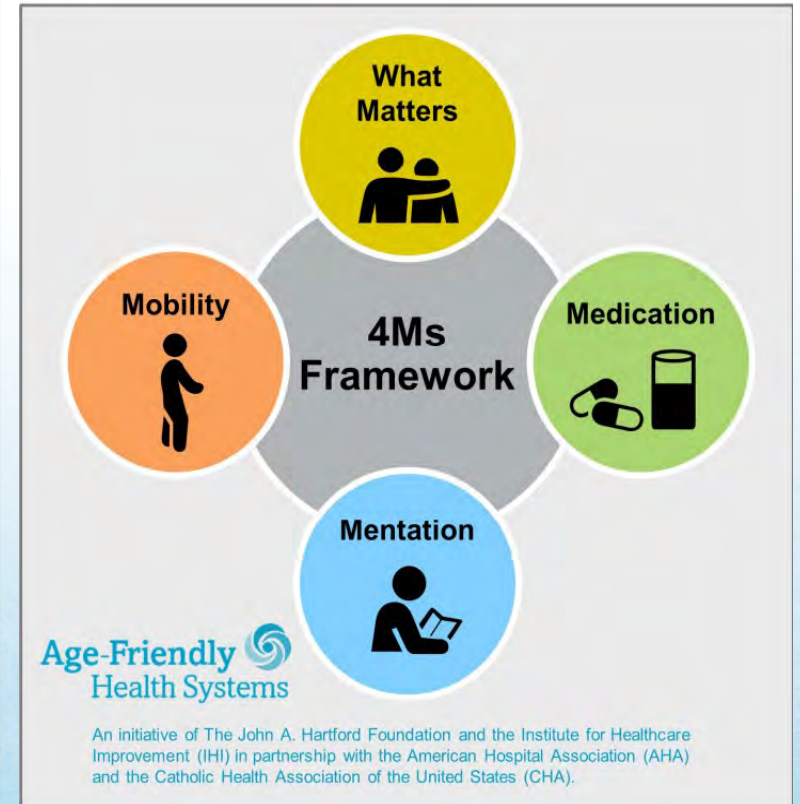 What
Matters
Mobility
4Ms
Framework
Medication
Mentation
Age-Friendly
Health Systems
An initiative of The John A. Hartford Foundation and the Institute for Healthcare
Improvement (IHI) in partnership with the American Hospital Association (AHA)
and the Catholic Health Association of the United States (CHA).